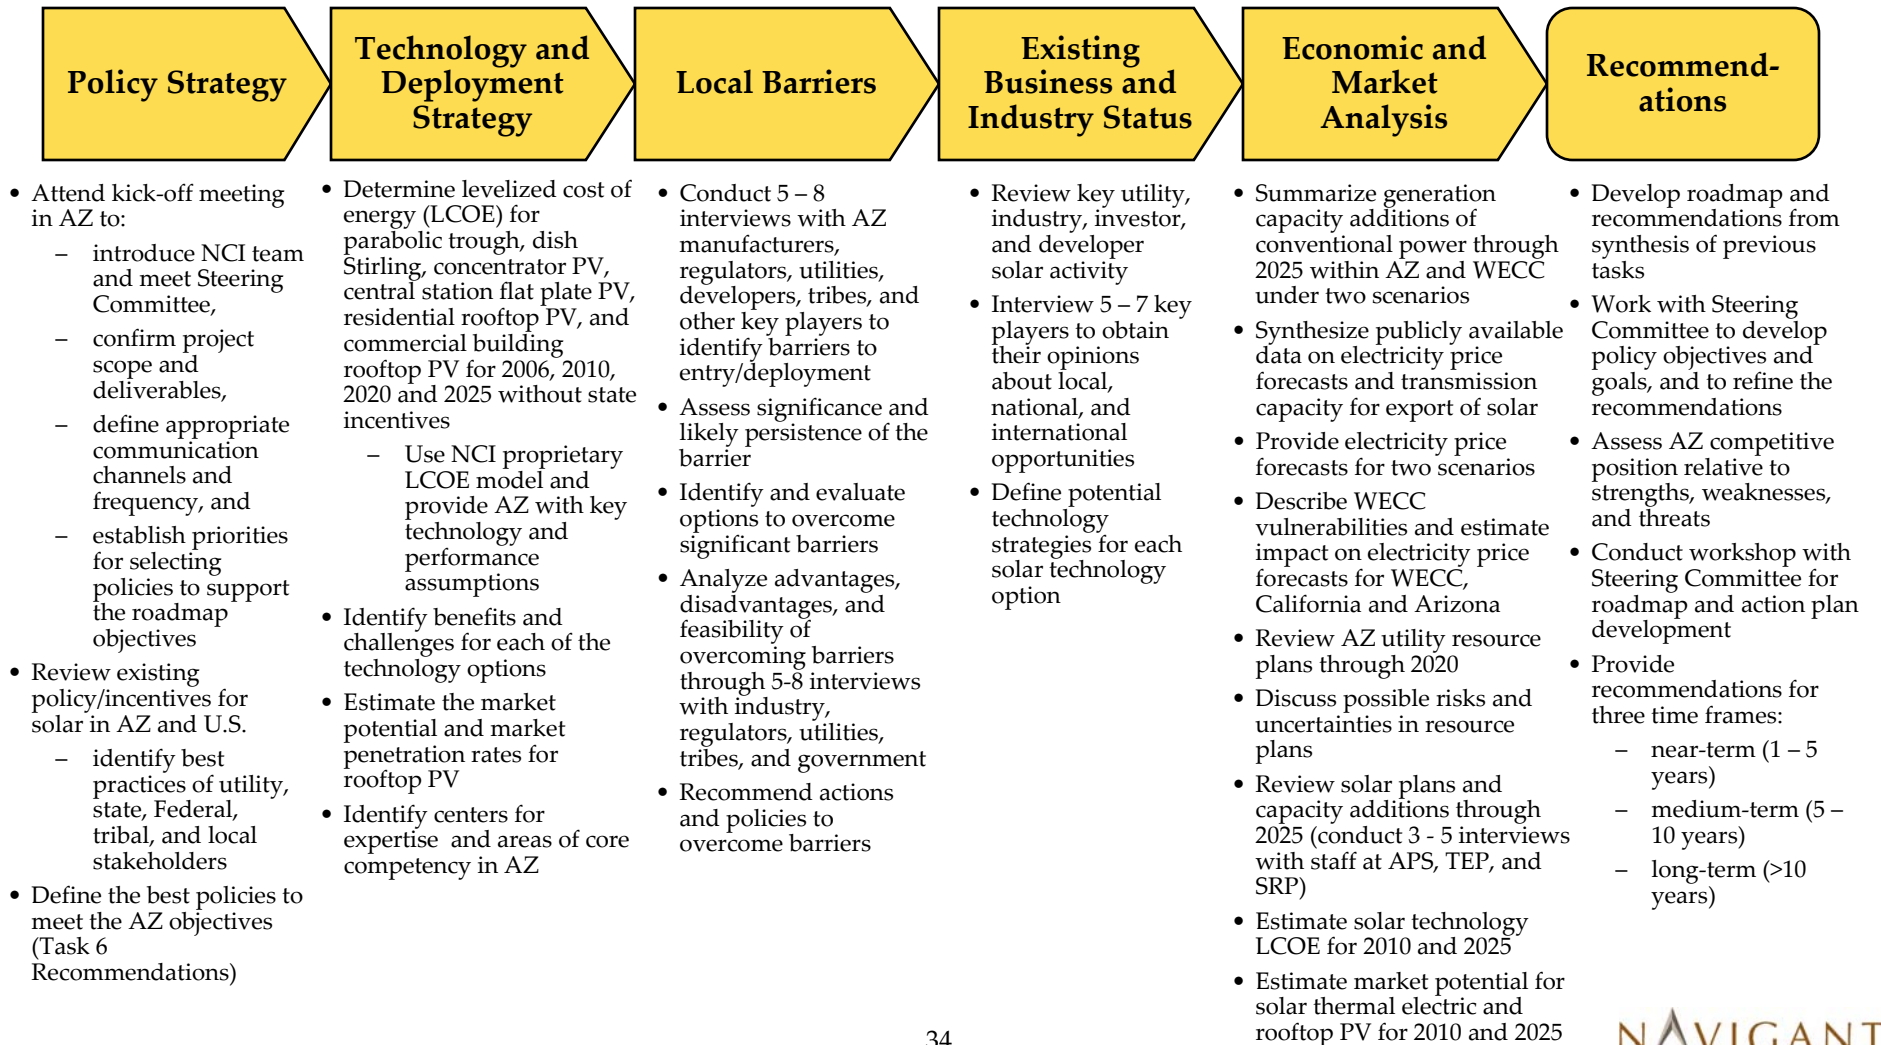 Policy Strategy
Technology and
Deployment
Strategy
Local Barriers
Existing
Business and
Industry Status
Economic and
Market
Analysis
Recommend-
ations
• Attend kick-off meeting
in AZ to:
– introduce NCI team
and meet Steering
Committee,
– confirm project
scope and
deliverables,
– define appropriate
communication
channels and
frequency, and
– establish priorities
for selecting
policies to support
the roadmap
objectives
• Review existing
policy/incentives for
solar in AZ and U.S.
– identify best
practices of utility,
state, Federal,
tribal, and local
stakeholders
• Define the best policies to
meet the AZ objectives
(Task 6
Recommendations)
• Determine levelized cost of
energy (LCOE) for
parabolic trough, dish
Stirling, concentrator PV,
central station flat plate PV,
residential rooftop PV, and
commercial building
rooftop PV for 2006, 2010,
2020 and 2025 without state
incentives
– Use NCI proprietary
LCOE model and
provide AZ with key
technology and
performance
assumptions
• Identify benefits and
challenges for each of the
technology options
• Estimate the market
potential and market
penetration rates for
rooftop PV
• Identify centers for
expertise and areas of core
competency in AZ
• Conduct 5 – 8
interviews with AZ
manufacturers,
regulators, utilities,
developers, tribes, and
other key players to
identify barriers to
entry/deployment
• Assess significance and
likely persistence of the
barrier
• Identify and evaluate
options to overcome
significant barriers
• Analyze advantages,
disadvantages, and
feasibility of
overcoming barriers
through 5-8 interviews
with industry,
regulators, utilities,
tribes, and government
• Recommend actions
and policies to
overcome barriers
• Review key utility,
industry, investor,
and developer
solar activity
• Interview 5 – 7 key
players to obtain
their opinions
about local,
national, and
international
opportunities
• Define potential
technology
strategies for each
solar technology
option
• Summarize generation
capacity additions of
conventional power through
2025 within AZ and WECC
under two scenarios
• Synthesize publicly available
data on electricity price
forecasts and transmission
capacity for export of solar
• Provide electricity price
forecasts for two scenarios
• Describe WECC
vulnerabilities and estimate
impact on electricity price
forecasts for WECC,
California and Arizona
• Review AZ utility resource
plans through 2020
• Discuss possible risks and
uncertainties in resource
plans
• Review solar plans and
capacity additions through
2025 (conduct 3 - 5 interviews
with staff at APS, TEP, and
SRP)
• Estimate solar technology
LCOE for 2010 and 2025
• Estimate market potential for
solar thermal electric and
rooftop PV for 2010 and 2025
• Develop roadmap and
recommendations from
synthesis of previous
tasks
• Work with Steering
Committee to develop
policy objectives and
goals, and to refine the
recommendations
• Assess AZ competitive
position relative to
strengths, weaknesses,
and threats
• Conduct workshop with
Steering Committee for
roadmap and action plan
development
• Provide
recommendations for
three time frames:
– near-term (1 – 5
years)
– medium-term (5 –
10 years)
– long-term (>10
years)
34
NAVIGANT